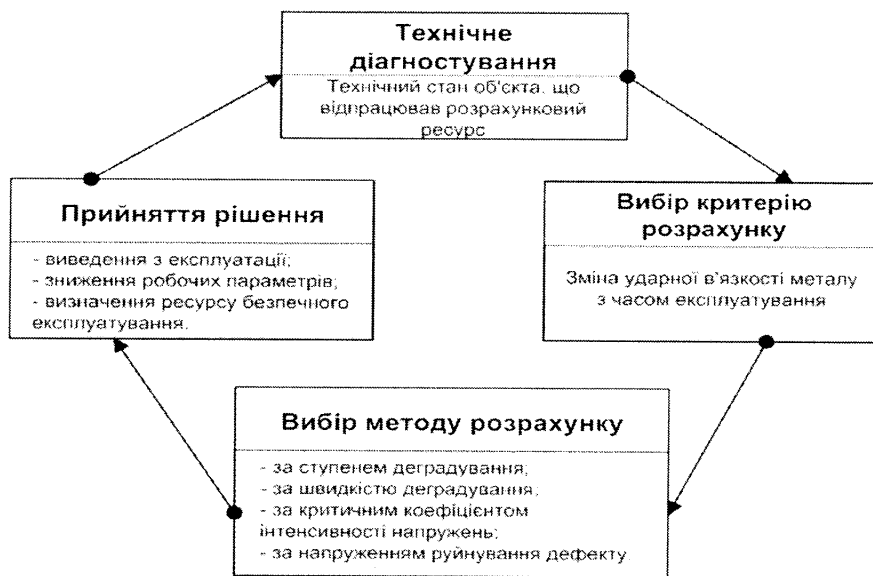 Технічне
діагностування
Технічний стан об'єкта, що
відпрацював розрахунковий
ресурс
Прийняття рішення
- виведення з експлуатації;
- зниження робочих параметрів;
- визначення ресурсу безпечного
експлуатування.
Вибір критерію
розрахунку
Зміна ударної в'язкості металу
з часом експлуатування
Вибір методу розрахунку
- за ступенем деградування;
- за швидкістю деградування;
- за критичним коефіцієнтом
інтенсивності напружень;
- за напруженням руйнування дефекту.